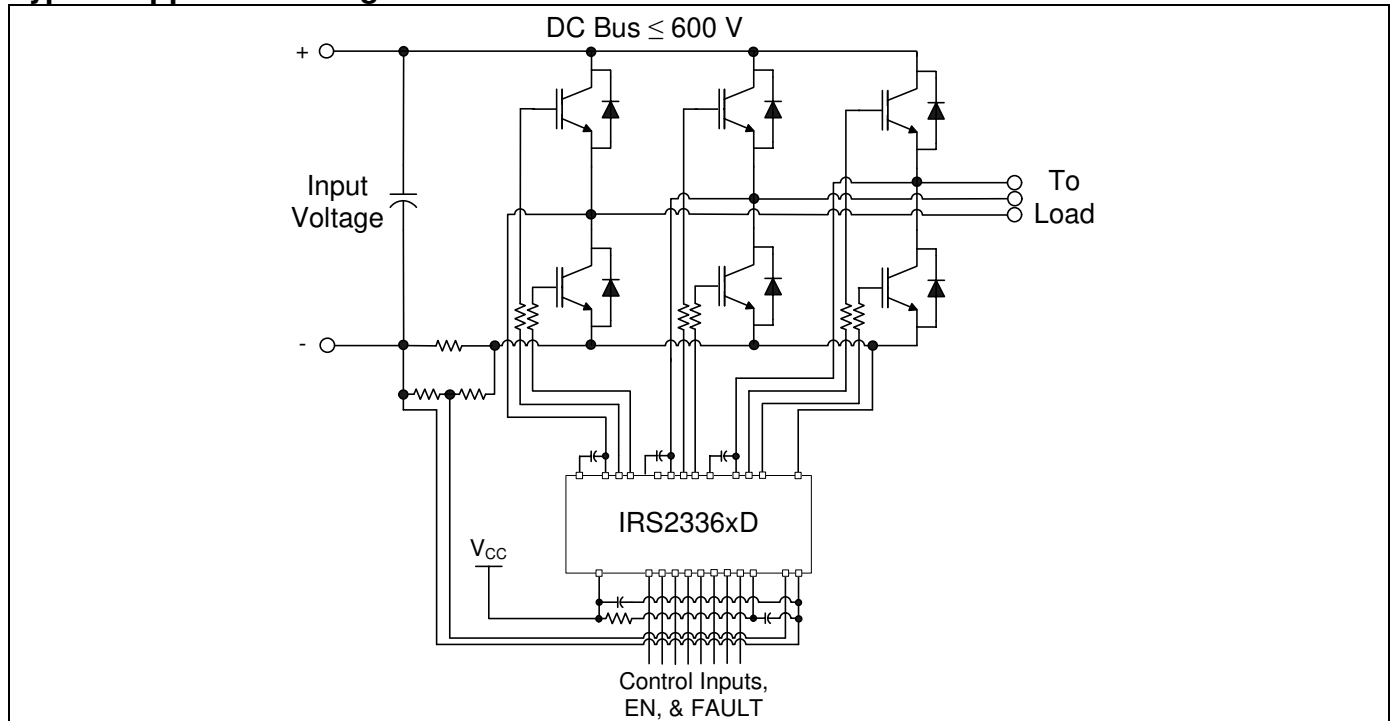 DC Bus ≤ 600 V
+
Input
Voltage
To
Load
-
IRS2336xD
VCC
Control Inputs,
EN, & FAULT